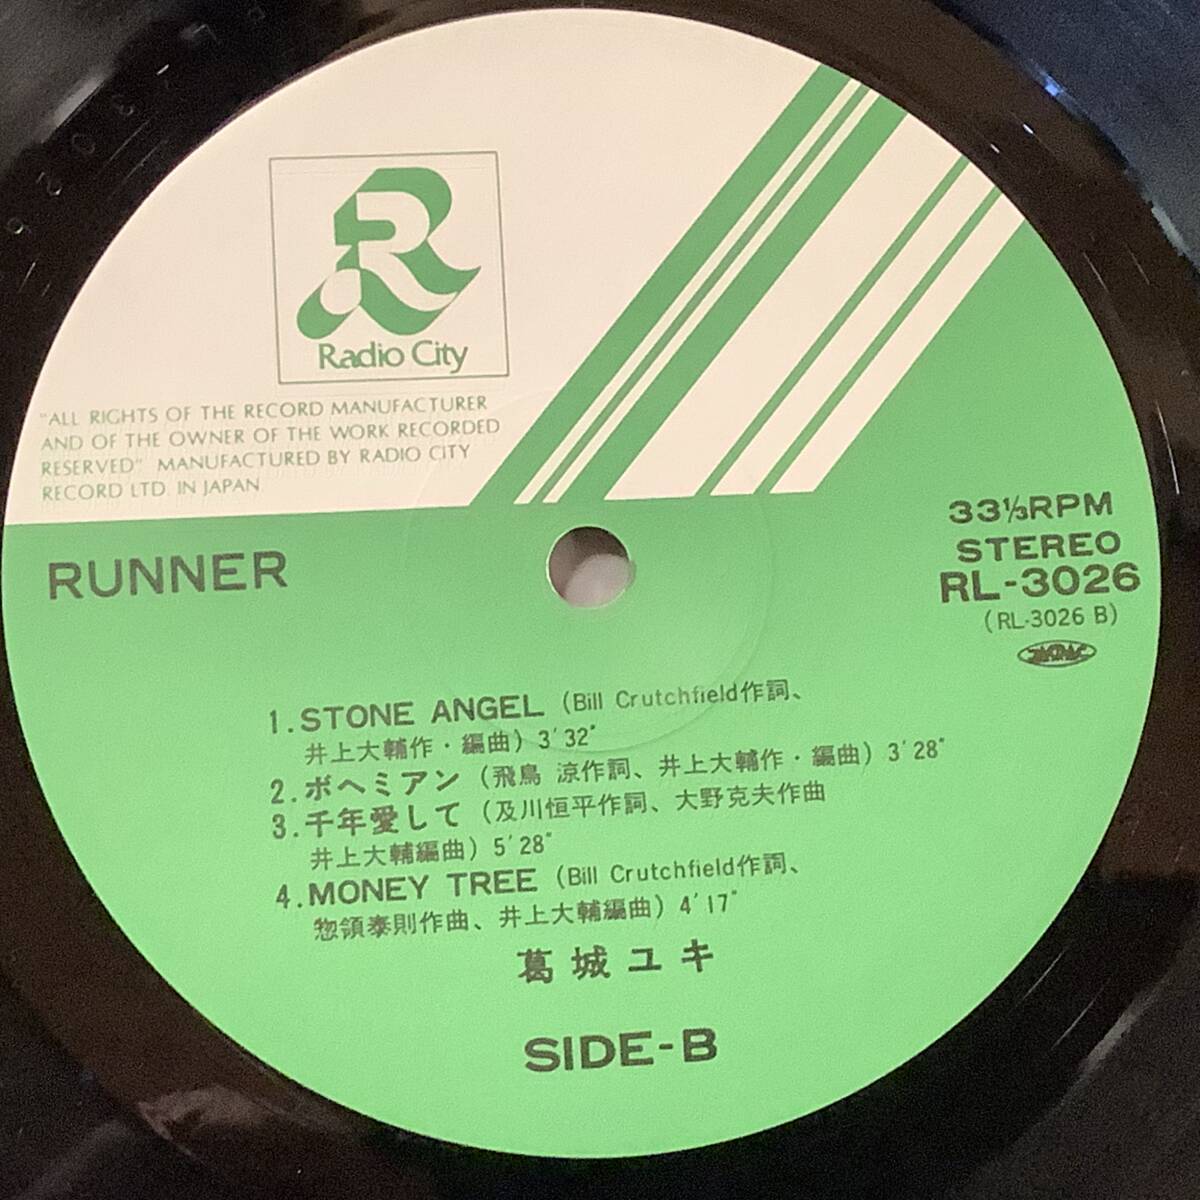 Radio City
"ALL RIGHTS OF THE RECORD MANUFACTURER
AND OF THE OWNER OF THE WORK RECORDED
RESERVED" MANUFACTURED BY RADIO CITY
RECORD LTD. IN JAPAN
RUNNER
33⅓RPM
STEREO
RL-3026
(RL-3026 B)
JASRAC
1.STONE ANGEL (Bill Crutchfield作詞、
井上大輔作・編曲) 3'32"
2.ボヘミアン (飛鳥 涼作詞、井上大輔作・編曲) 3'28"
3.千年愛して (及川恒平作詞、大野克夫作曲
井上大輔編曲) 5'28"
4.MONEY TREE (Bill Crutchfield作詞、
惣領泰則作曲、井上大輔編曲) 4'17"
葛城ユキ
SIDE-B